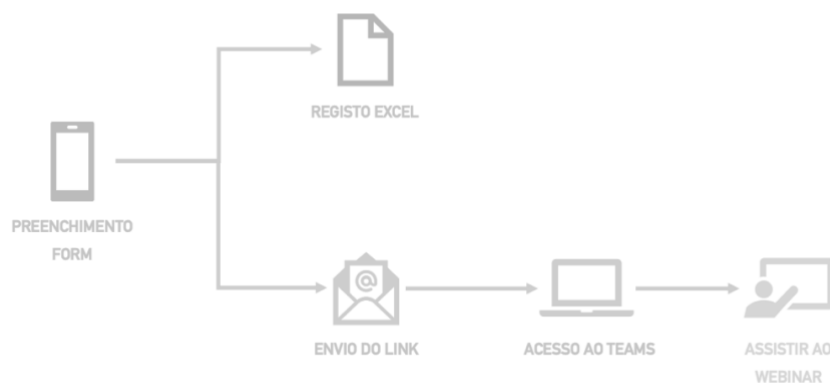 REGISTO EXCEL
PREENCHIMENTO
FORM
@
ENVIO DO LINK
ACESSO AO TEAMS
ASSISTIR AO
WEBINAR